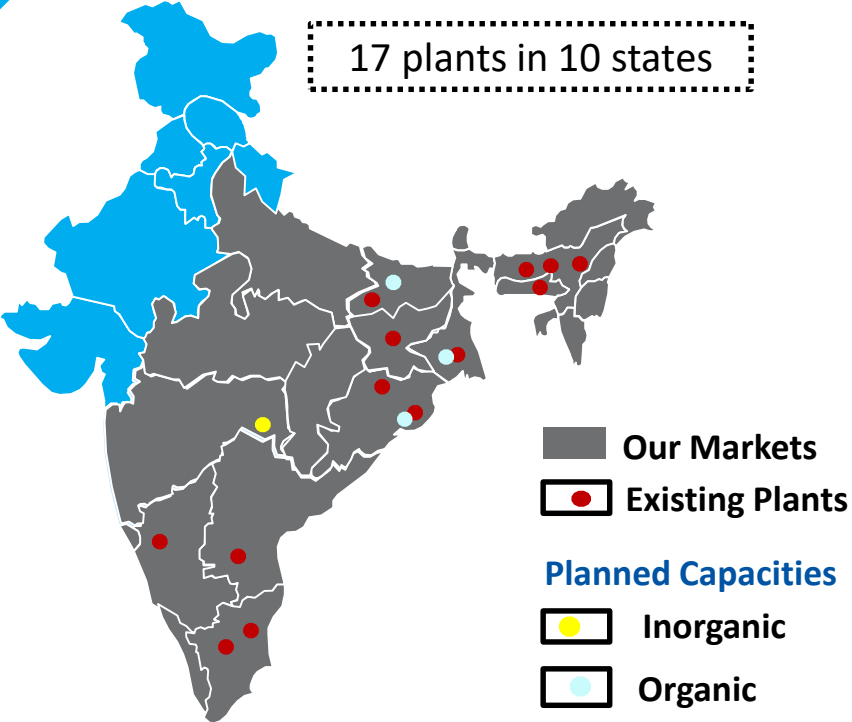 17 plants in 10 states
Our Markets
Existing Plants
Planned Capacities
Inorganic
Organic